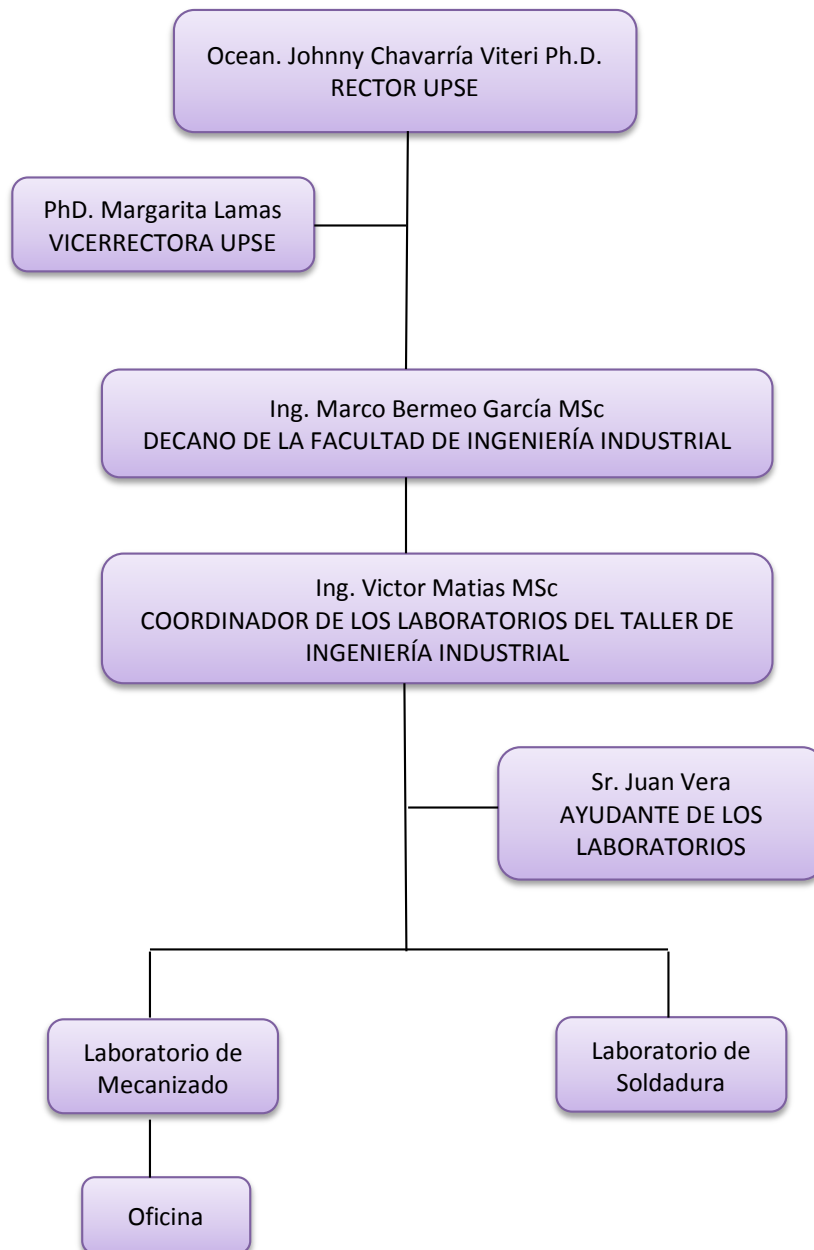 Ocean. Johnny Chavarría Viteri Ph.D.
RECTOR UPSE
PhD. Margarita Lamas
VICERRECTORA UPSE
Ing. Marco Bermeo García MSc
DECANO DE LA FACULTAD DE INGENIERÍA INDUSTRIAL
Ing. Victor Matias MSc
COORDINADOR DE LOS LABORATORIOS DEL TALLER DE
INGENIERÍA INDUSTRIAL
Sr. Juan Vera
AYUDANTE DE LOS
LABORATORIOS
Laboratorio de
Mecanizado
Laboratorio de
Soldadura
Oficina